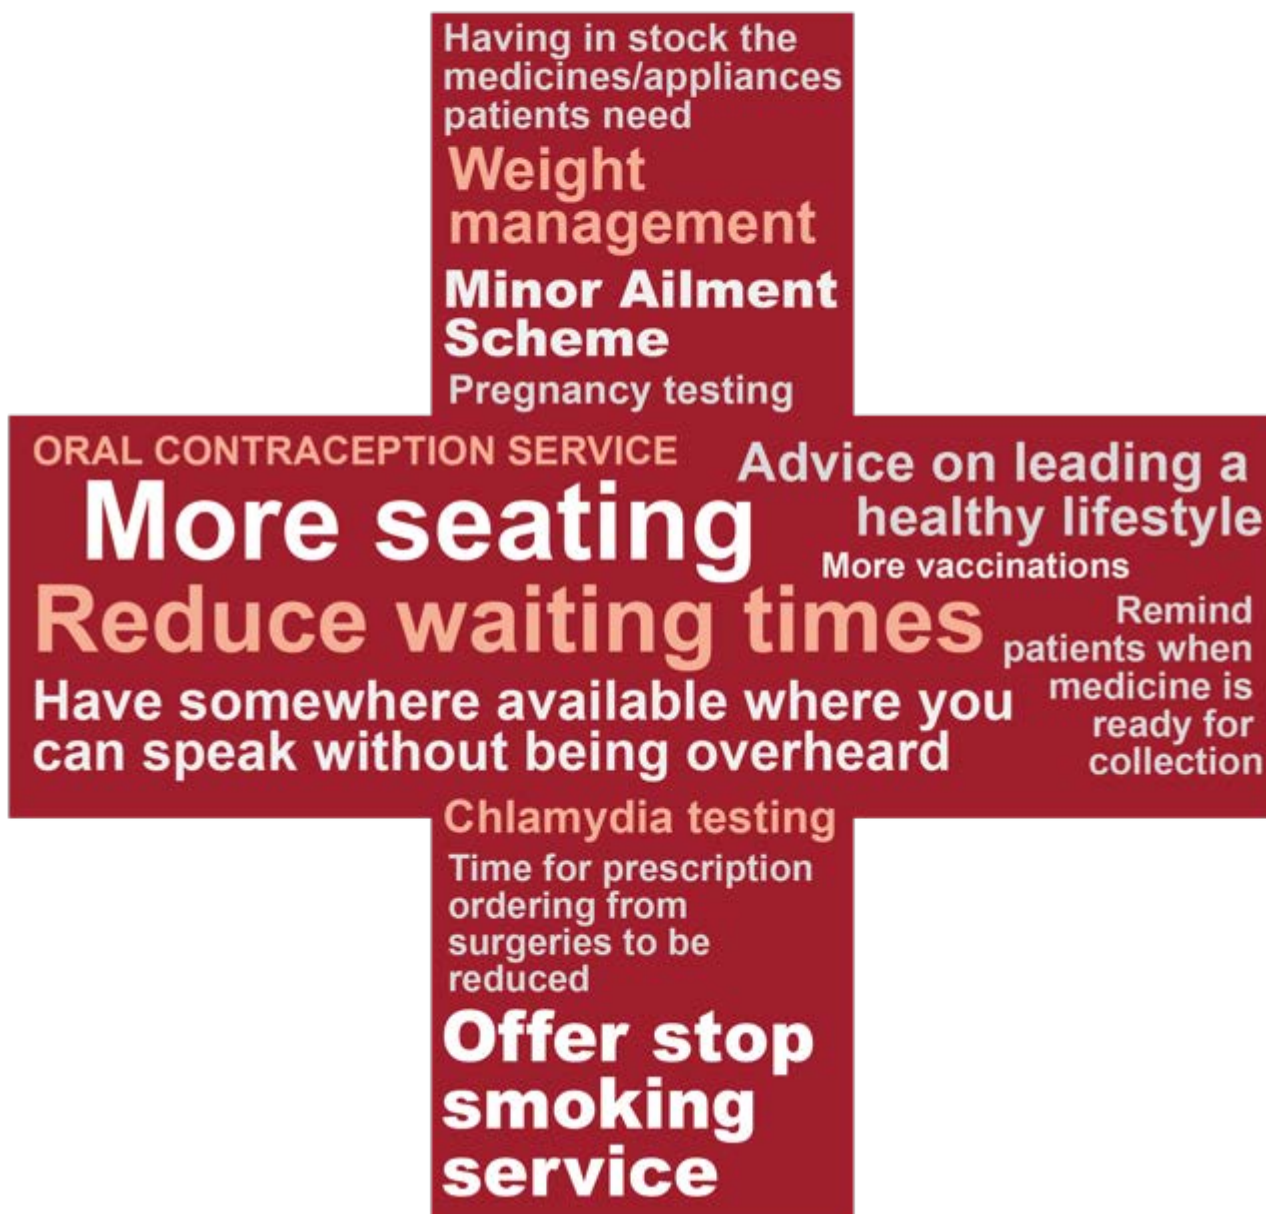 Having in stock the
medicines/appliances
patients need
Weight
management
Minor Ailment
Scheme
Pregnancy testing
ORAL CONTRACEPTION SERVICE
More seating
Reduce waiting times
Have somewhere available where you
can speak without being overheard
Advice on leading a
healthy lifestyle
More vaccinations
Remind
patients when
medicine is
ready for
collection
Chlamydia testing
Time for prescription
ordering from
surgeries to be
reduced
Offer stop
smoking
service